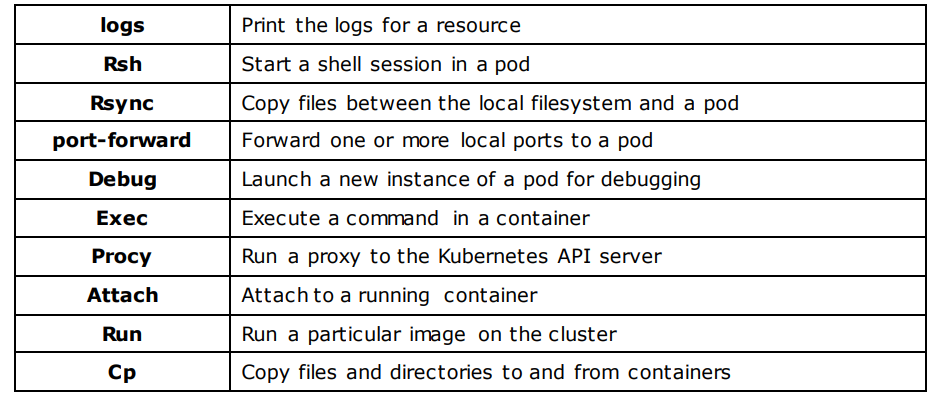 logs Print the logs for a resource
Rsh Start a shell session in a pod
Rsync Copy files between the local filesystem and a pod
port-forward Forward one or more local ports to a pod
Debug Launch a new instance of a pod for debugging
Exec Execute a command in a container
Procy Run a proxy to the Kubernetes API server
Attach Attach to a running container
Run Run a particular image on the cluster
Cp Copy files and directories to and from containers